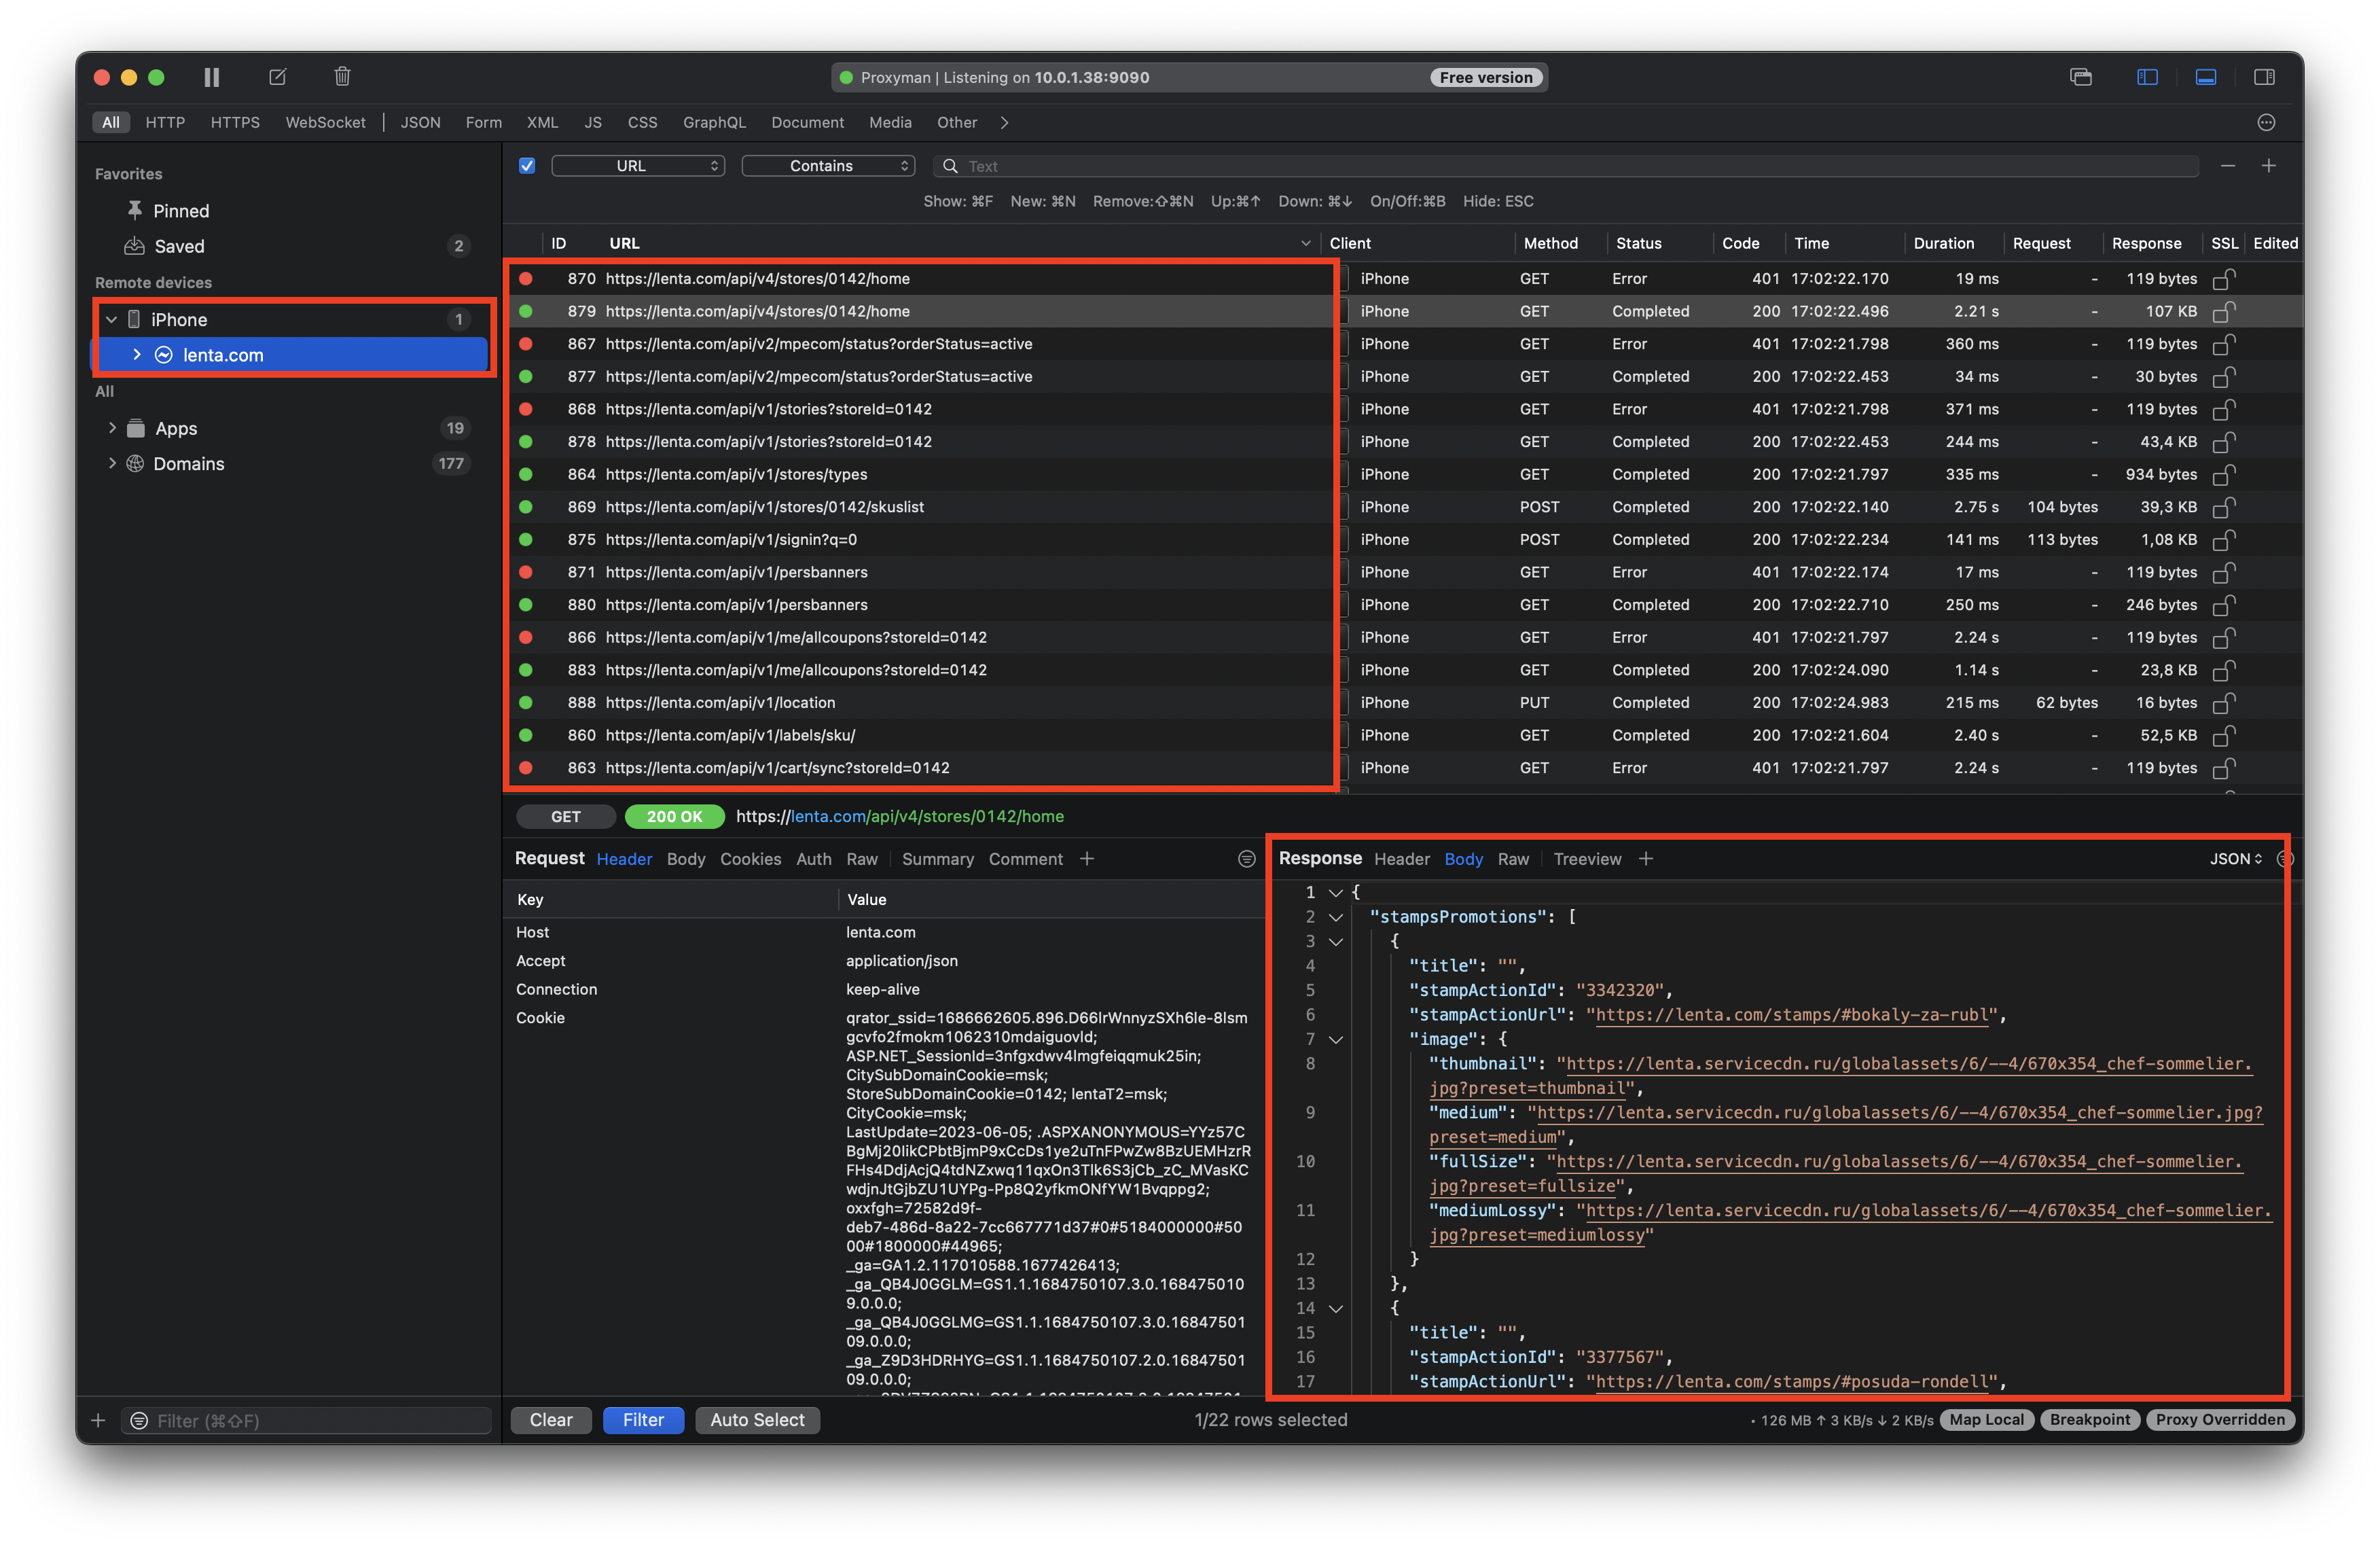 Proxyman | Listening on 10.0.1.38:9090 Free version
All HTTP HTTPS WebSocket JSON Form XML JS CSS GraphQL Document Media Other
Favorites
Pinned
Saved 2
Remote devices
iPhone 1
lenta.com
All
Apps 19
Domains 177
URL Contains Text
Show: ⌘F New: ⌘N Remove:⇧⌘N Up:⌘↑ Down: ⌘↓ On/Off:⌘B Hide: ESC
ID URL Client Method Status Code Time Duration Request Response SSL Edited
870 https://lenta.com/api/v4/stores/0142/home iPhone GET Error 401 17:02:22.170 19 ms - 119 bytes
879 https://lenta.com/api/v4/stores/0142/home iPhone GET Completed 200 17:02:22.496 2.21 s - 107 KB
867 https://lenta.com/api/v2/mpecom/status?orderStatus=active iPhone GET Error 401 17:02:21.798 360 ms - 119 bytes
877 https://lenta.com/api/v2/mpecom/status?orderStatus=active iPhone GET Completed 200 17:02:22.453 34 ms - 30 bytes
868 https://lenta.com/api/v1/stories?storeId=0142 iPhone GET Error 401 17:02:21.798 371 ms - 119 bytes
878 https://lenta.com/api/v1/stories?storeId=0142 iPhone GET Completed 200 17:02:22.453 244 ms - 43,4 KB
864 https://lenta.com/api/v1/stores/types iPhone GET Completed 200 17:02:21.797 335 ms - 934 bytes
869 https://lenta.com/api/v1/stores/0142/skuslist iPhone POST Completed 200 17:02:22.140 2.75 s 104 bytes 39,3 KB
875 https://lenta.com/api/v1/signin?q=0 iPhone POST Completed 200 17:02:22.234 141 ms 113 bytes 1,08 KB
871 https://lenta.com/api/v1/persbanners iPhone GET Error 401 17:02:22.174 17 ms - 119 bytes
880 https://lenta.com/api/v1/persbanners iPhone GET Completed 200 17:02:22.710 250 ms - 246 bytes
866 https://lenta.com/api/v1/me/allcoupons?storeId=0142 iPhone GET Error 401 17:02:21.797 2.24 s - 119 bytes
883 https://lenta.com/api/v1/me/allcoupons?storeId=0142 iPhone GET Completed 200 17:02:24.090 1.14 s - 23,8 KB
888 https://lenta.com/api/v1/location iPhone PUT Completed 200 17:02:24.983 215 ms 62 bytes 16 bytes
860 https://lenta.com/api/v1/labels/sku/ iPhone GET Completed 200 17:02:21.604 2.40 s - 52,5 KB
863 https://lenta.com/api/v1/cart/sync?storeId=0142 iPhone GET Error 401 17:02:21.797 2.24 s - 119 bytes
GET 200 OK https://lenta.com/api/v4/stores/0142/home
Request Header Body Cookies Auth Raw Summary Comment +
Key Value
Host lenta.com
Accept application/json
Connection keep-alive
Cookie qrator_ssid=1686662605.896.D66lrWnnyzSXh6le-8lsm
gcvfo2fmokm1062310mdaiguovld;
ASP.NET_SessionId=3nfgxdwv4lmgfeiqqmuk25in;
CitySubDomainCookie=msk;
StoreSubDomainCookie=0142; lentaT2=msk;
CityCookie=msk;
LastUpdate=2023-06-05; .ASPXANONYMOUS=YYz57C
BgMj20likCPbtBjmP9xCcDs1ye2uTnFPwZw8BzUEMHzrR
FHs4DdjAcjQ4tdNZxwq11qxOn3Tlk6S3jCb_zC_MVasKC
wdjnJtGjbZU1UYPg-Pp8Q2yfkmONfYW1Bvqppg2;
oxxfgh=72582d9f-
deb7-486d-8a22-7cc667771d37#0#5184000000#50
00#1800000#44965;
_ga=GA1.2.117010588.1677426413;
_ga_QB4J0GGLM=GS1.1.1684750107.3.0.168475010
9.0.0.0;
_ga_QB4J0GGLMG=GS1.1.1684750107.3.0.1684750​1
09.0.0.0;
_ga_Z9D3HDRHYG=GS1.1.1684750107.2.0.16847501
09.0.0.0;
Response Header Body Raw Treeview + JSON
1 {
2 "stampsPromotions": [
3 {
4 "title": "",
5 "stampActionId": "3342320",
6 "stampActionUrl": "https://lenta.com/stamps/#bokaly-za-rubl",
7 "image": {
8 "thumbnail": "https://lenta.servicecdn.ru/globalassets/6/--4/670x354_chef-sommelier.
jpg?preset=thumbnail",
9 "medium": "https://lenta.servicecdn.ru/globalassets/6/--4/670x354_chef-sommelier.jpg?
preset=medium",
10 "fullSize": "https://lenta.servicecdn.ru/globalassets/6/--4/670x354_chef-sommelier.
jpg?preset=fullsize",
11 "mediumLossy": "https://lenta.servicecdn.ru/globalassets/6/--4/670x354_chef-sommelier.
jpg?preset=mediumlossy"
12 }
13 },
14 {
15 "title": "",
16 "stampActionId": "3377567",
17 "stampActionUrl": "https://lenta.com/stamps/#posuda-rondell",
+ Filter (⌘⇧F)
Clear Filter Auto Select 1/22 rows selected • 126 MB ↑ 3 KB/s ↓ 2 KB/s Map Local Breakpoint Proxy Overridden